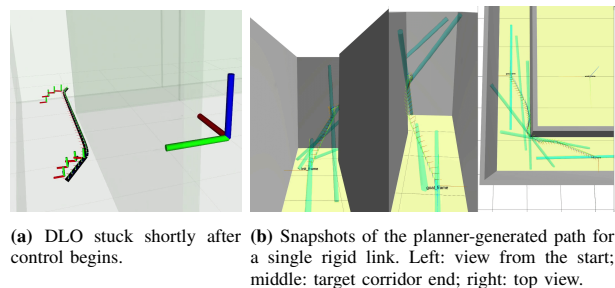 goal_frame
(a) DLO stuck shortly after control begins.
(b) Snapshots of the planner-generated path for
a single rigid link. Left: view from the start;
middle: target corridor end; right: top view.